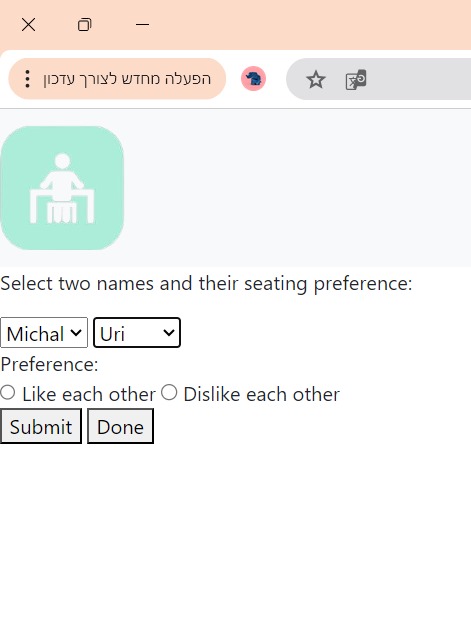 הפעלה מחדש לצורך עדכון
Select two names and their seating preference:
Michal Uri
Preference:
Like each other Dislike each other
Submit Done